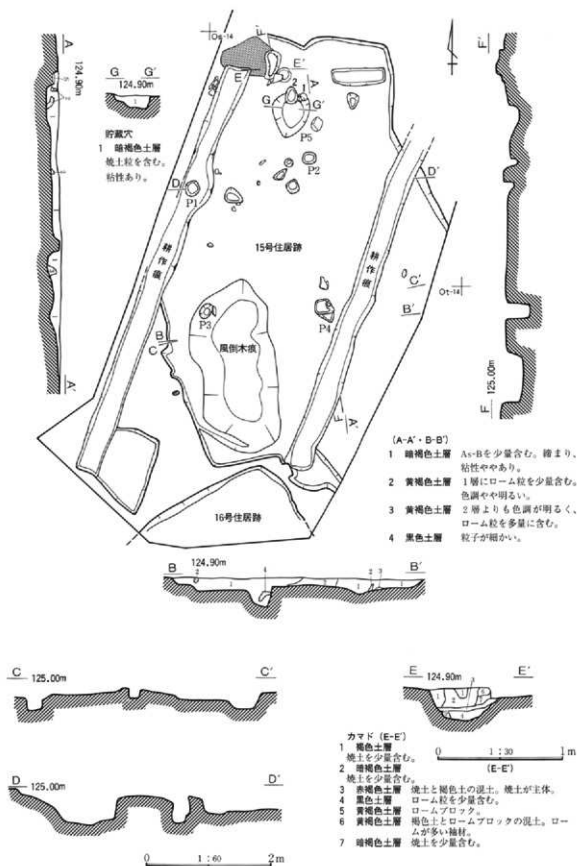 A
124.90m
A'
G G'
124.90m
1
貯蔵穴
1 暗褐色土層
焼土粒を含む。
粘性あり。
Os-14
F'
E
E'
A
G
G'
P5
P2
D
P1
D'
耕作痕
15号住居跡
耕作痕
C'
Ot-14
B'
P3
P4
B
C
風倒木痕
F
A'
16号住居跡
F'
125.00m
F
(A-A'・B-B')
1 暗褐色土層 As-Bを少量含む。締まり、
粘性ややあり。
2 黄褐色土層 1層にローム粒を少量含む。
色調やや明るい。
3 黄褐色土層 2層よりも色調が明るく、
ローム粒を多量に含む。
4 黒色土層 粒子が細かい。
B 124.90m B'
C 125.00m C'
D 125.00m D'
0 1:60 2m
E 124.90m E'
0 1:30 1m
(E-E')
カマド (E-E')
1 褐色土層
焼土を少量含む。
2 暗褐色土層
焼土を少量含む。
3 赤褐色土層 焼土と褐色土の混土。焼土が主体。
4 黒色土層 ローム粒を少量含む。
5 黄褐色土層 ロームブロック。
6 黄褐色土層 褐色土とロームブロックの混土。ロー
ムが多い袖材。
7 暗褐色土層 焼土を少量含む。